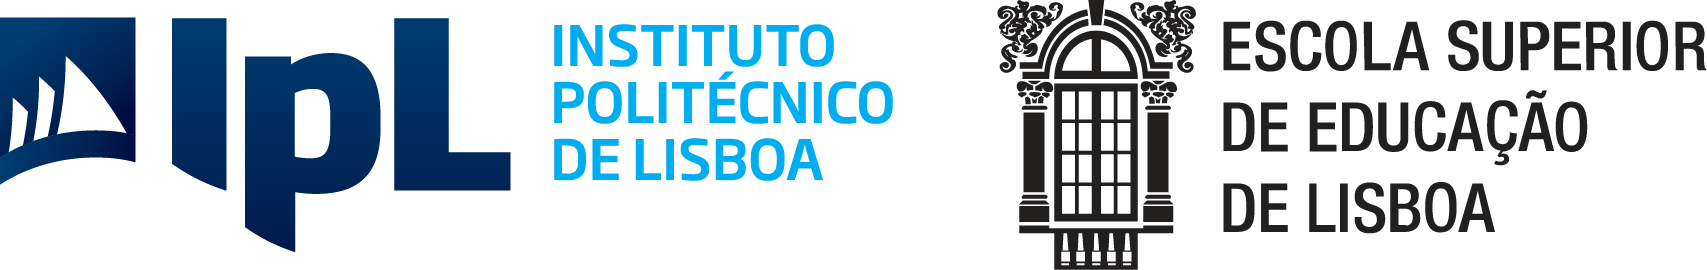 IPL
INSTITUTO
POLITÉCNICO
DE LISBOA
ESCOLA SUPERIOR
DE EDUCAÇÃO
DE LISBOA